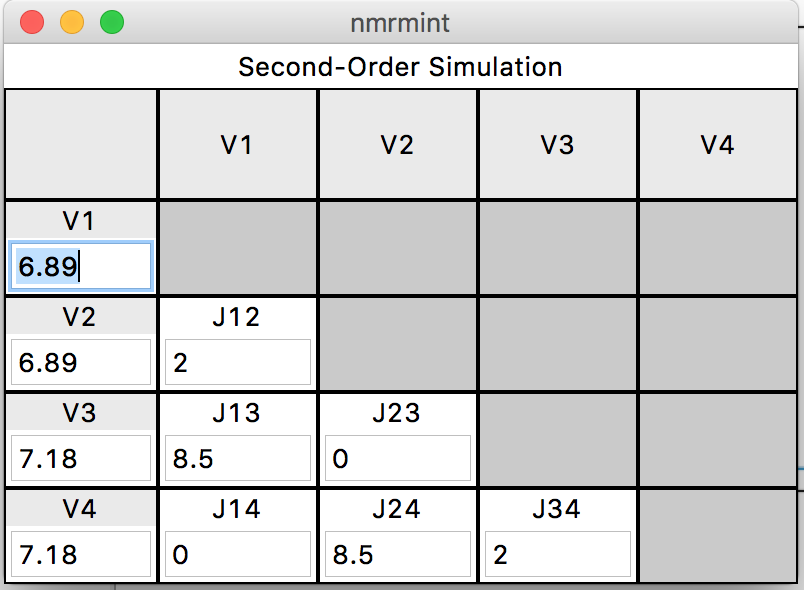 nmrmint
Second-Order Simulation
V1 V2 V3 V4
V1
6.89
V2 J12
6.89 2
V3 J13 J23
7.18 8.5 0
V4 J14 J24 J34
7.18 0 8.5 2